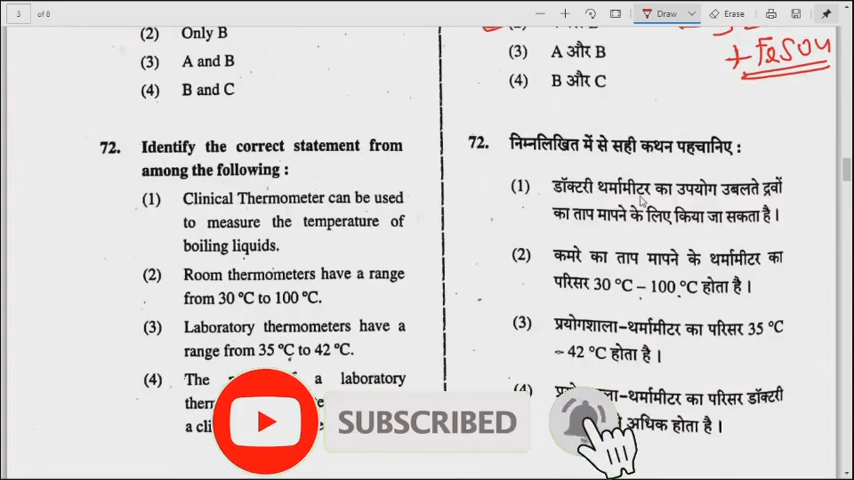 3 of 8
Draw
Erase
(2) Only B
(3) A and B
(4) B and C
72. Identify the correct statement from
among the following :
(1) Clinical Thermometer can be used
to measure the temperature of
boiling liquids.
(2) Room thermometers have a range
from 30 °C to 100 °C.
(3) Laboratory thermometers have a
range from 35 °C to 42 °C.
(4) The a laboratory
+ FeSO4
(3) A और B
(4) B और C
72. निम्नलिखित में से सही कथन पहचानिए :
(1) डॉक्टरी थर्मामीटर का उपयोग उबलते द्रवों
का ताप मापने के लिए किया जा सकता है।
(2) कमरे का ताप मापने के थर्मामीटर का
परिसर 30 °C – 100 °C होता है।
(3) प्रयोगशाला-थर्मामीटर का परिसर 35 °C
– 42 °C होता है।
(4) थर्मामीटर का परिसर डॉक्टरी
अधिक होता है।
SUBSCRIBED